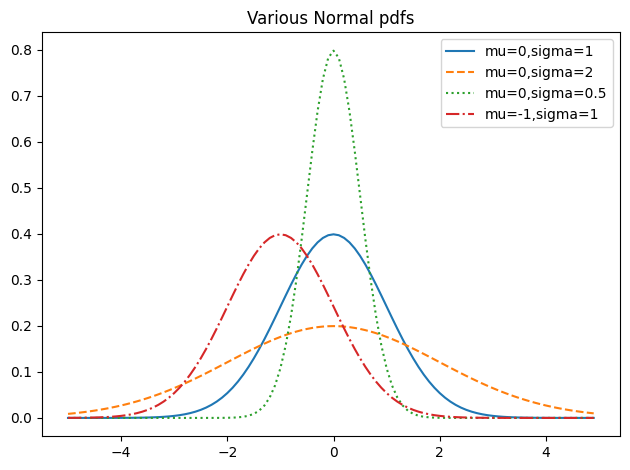 Various Normal pdfs
mu=0,sigma=1
mu=0,sigma=2
mu=0,sigma=0.5
mu=-1,sigma=1
0.8
0.7
0.6
0.5
0.4
0.3
0.2
0.1
0.0
−4 −2 0 2 4